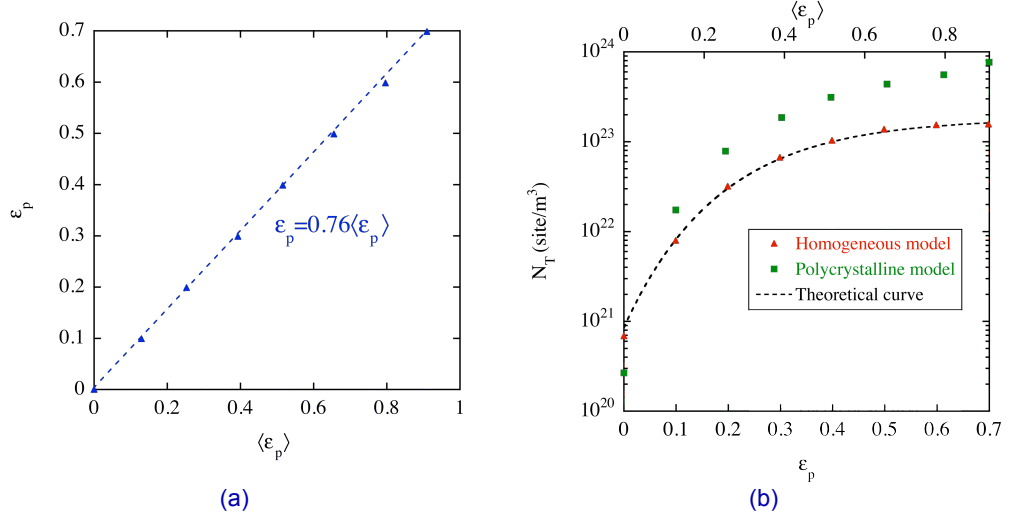 0.7
0.6
0.5
0.4
0.3
0.2
0.1
0
εp
εp=0.76⟨εp⟩
0 0.2 0.4 0.6 0.8 1
⟨εp⟩
(a)
⟨εp⟩
0 0.2 0.4 0.6 0.8
10^24
10^23
10^22
10^21
10^20
N_T (site/m^3)
Homogeneous model
Polycrystalline model
Theoretical curve
0 0.1 0.2 0.3 0.4 0.5 0.6 0.7
εp
(b)